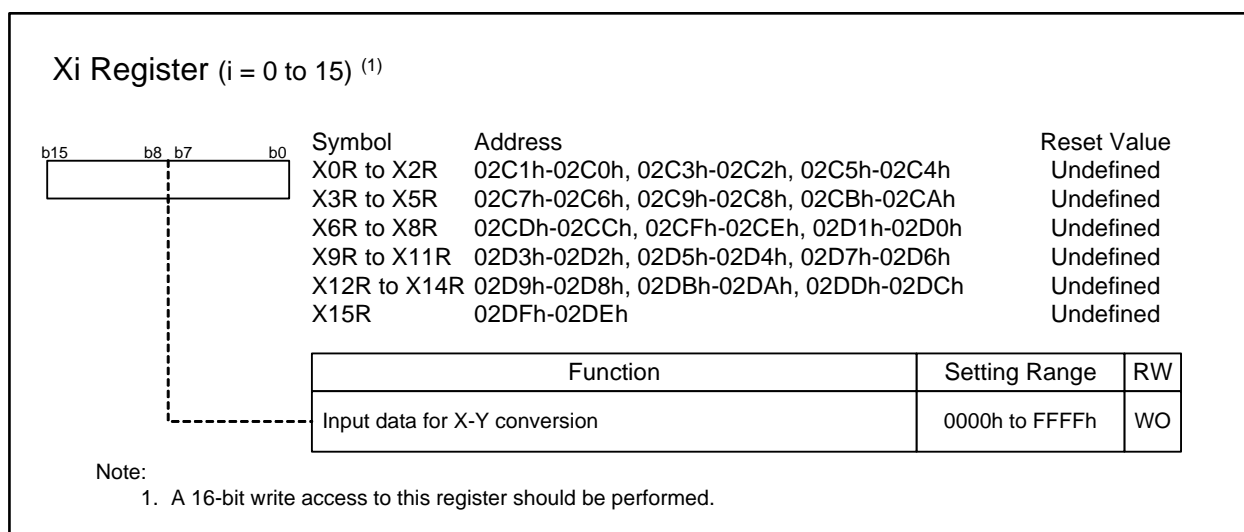 Xi Register (i = 0 to 15) (1)
b15 b8 b7 b0
Symbol Address Reset Value
X0R to X2R 02C1h-02C0h, 02C3h-02C2h, 02C5h-02C4h Undefined
X3R to X5R 02C7h-02C6h, 02C9h-02C8h, 02CBh-02CAh Undefined
X6R to X8R 02CDh-02CCh, 02CFh-02CEh, 02D1h-02D0h Undefined
X9R to X11R 02D3h-02D2h, 02D5h-02D4h, 02D7h-02D6h Undefined
X12R to X14R 02D9h-02D8h, 02DBh-02DAh, 02DDh-02DCh Undefined
X15R 02DFh-02DEh Undefined
Function Setting Range RW
Input data for X-Y conversion 0000h to FFFFh WO
Note:
1. A 16-bit write access to this register should be performed.